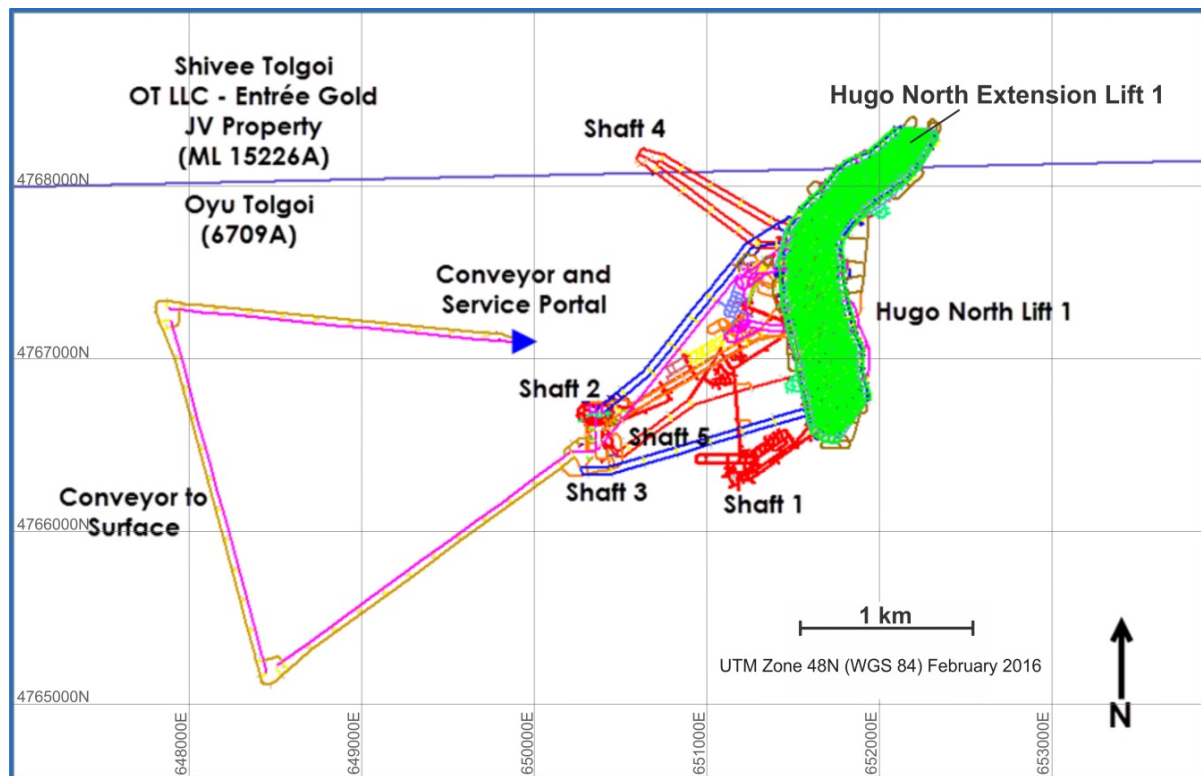 Shivee Tolgoi
OT LLC - Entrée Gold
JV Property
(ML 15226A)
Hugo North Extension Lift 1
Shaft 4
4768000N
Oyu Tolgoi
(6709A)
Conveyor and
Service Portal
Hugo North Lift 1
4767000N
Shaft 2
Shaft 5
Shaft 3
Shaft 1
Conveyor to
Surface
4766000N
1 km
UTM Zone 48N (WGS 84) February 2016
4765000N
N
648000E
649000E
650000E
651000E
652000E
653000E